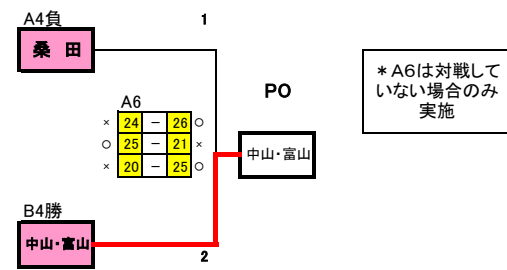 A4負
1
桑 田
PO
A6
× 24 － 26 ○
○ 25 － 21 ×
× 20 － 25 ○
中山・富山
＊A6は対戦して
いない場合のみ
実施
B4勝
中山・富山
2